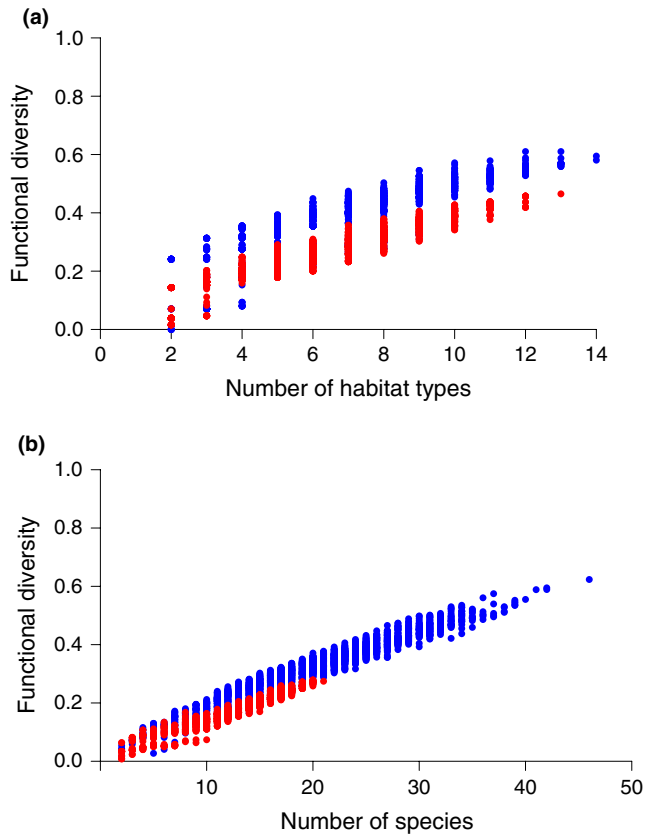 (a)
1.0
0.8
0.6
0.4
0.2
0.0
Functional diversity
0 2 4 6 8 10 12 14
Number of habitat types
(b)
1.0
0.8
0.6
0.4
0.2
0.0
Functional diversity
10 20 30 40 50
Number of species